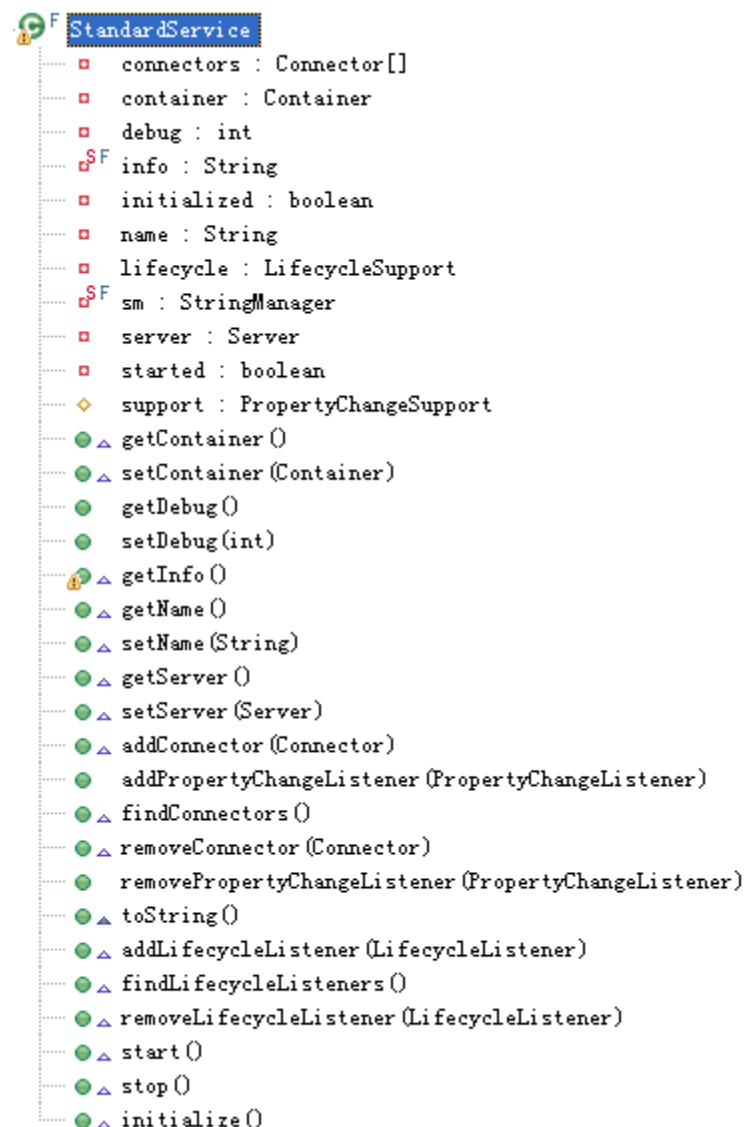 F StandardService
connectors : Connector[]
container : Container
debug : int
S F info : String
initialized : boolean
name : String
lifecycle : LifecycleSupport
S F sm : StringManager
server : Server
started : boolean
support : PropertyChangeSupport
getContainer()
setContainer(Container)
getDebug()
setDebug(int)
getInfo()
getName()
setName(String)
getServer()
setServer(Server)
addConnector(Connector)
addPropertyChangeListener(PropertyChangeListener)
findConnectors()
removeConnector(Connector)
removePropertyChangeListener(PropertyChangeListener)
toString()
addLifecycleListener(LifecycleListener)
findLifecycleListeners()
removeLifecycleListener(LifecycleListener)
start()
stop()
initialize()